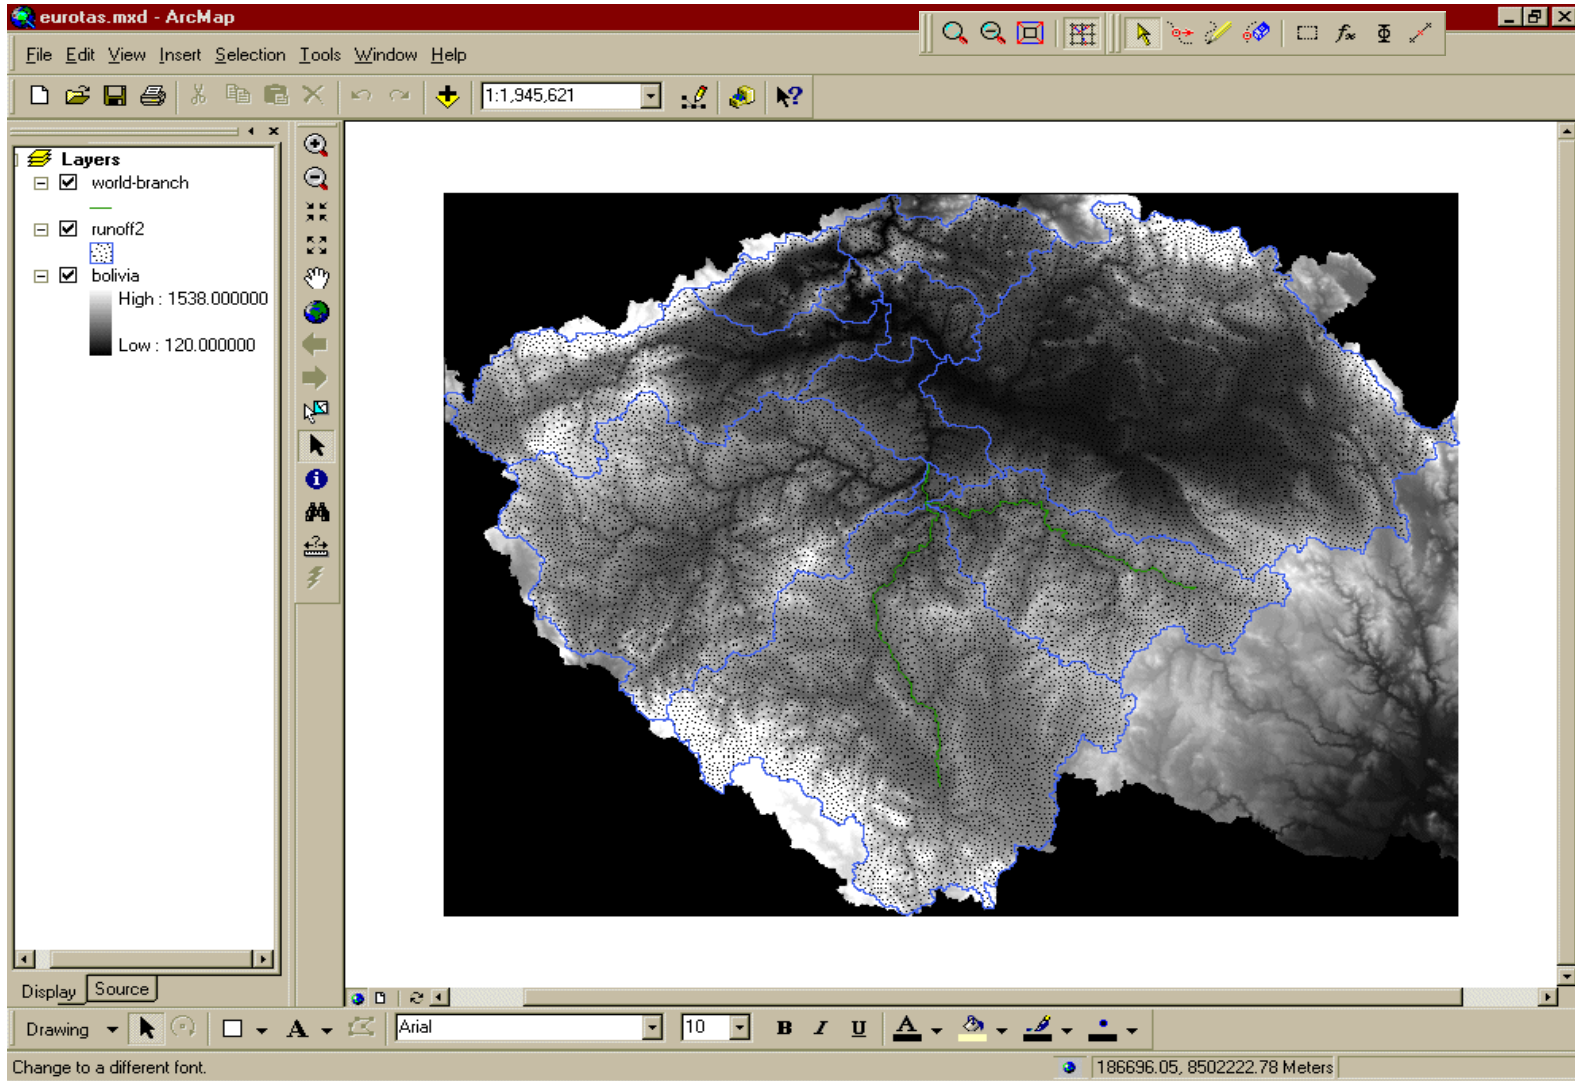 eurotas.mxd - ArcMap
File Edit View Insert Selection Tools Window Help
1:1,945,621
Layers
world-branch
runoff2
bolivia
High : 1538.000000
Low : 120.000000
Display Source
Drawing A Arial 10 B I U A
Change to a different font.
186696.05, 8502222.78 Meters